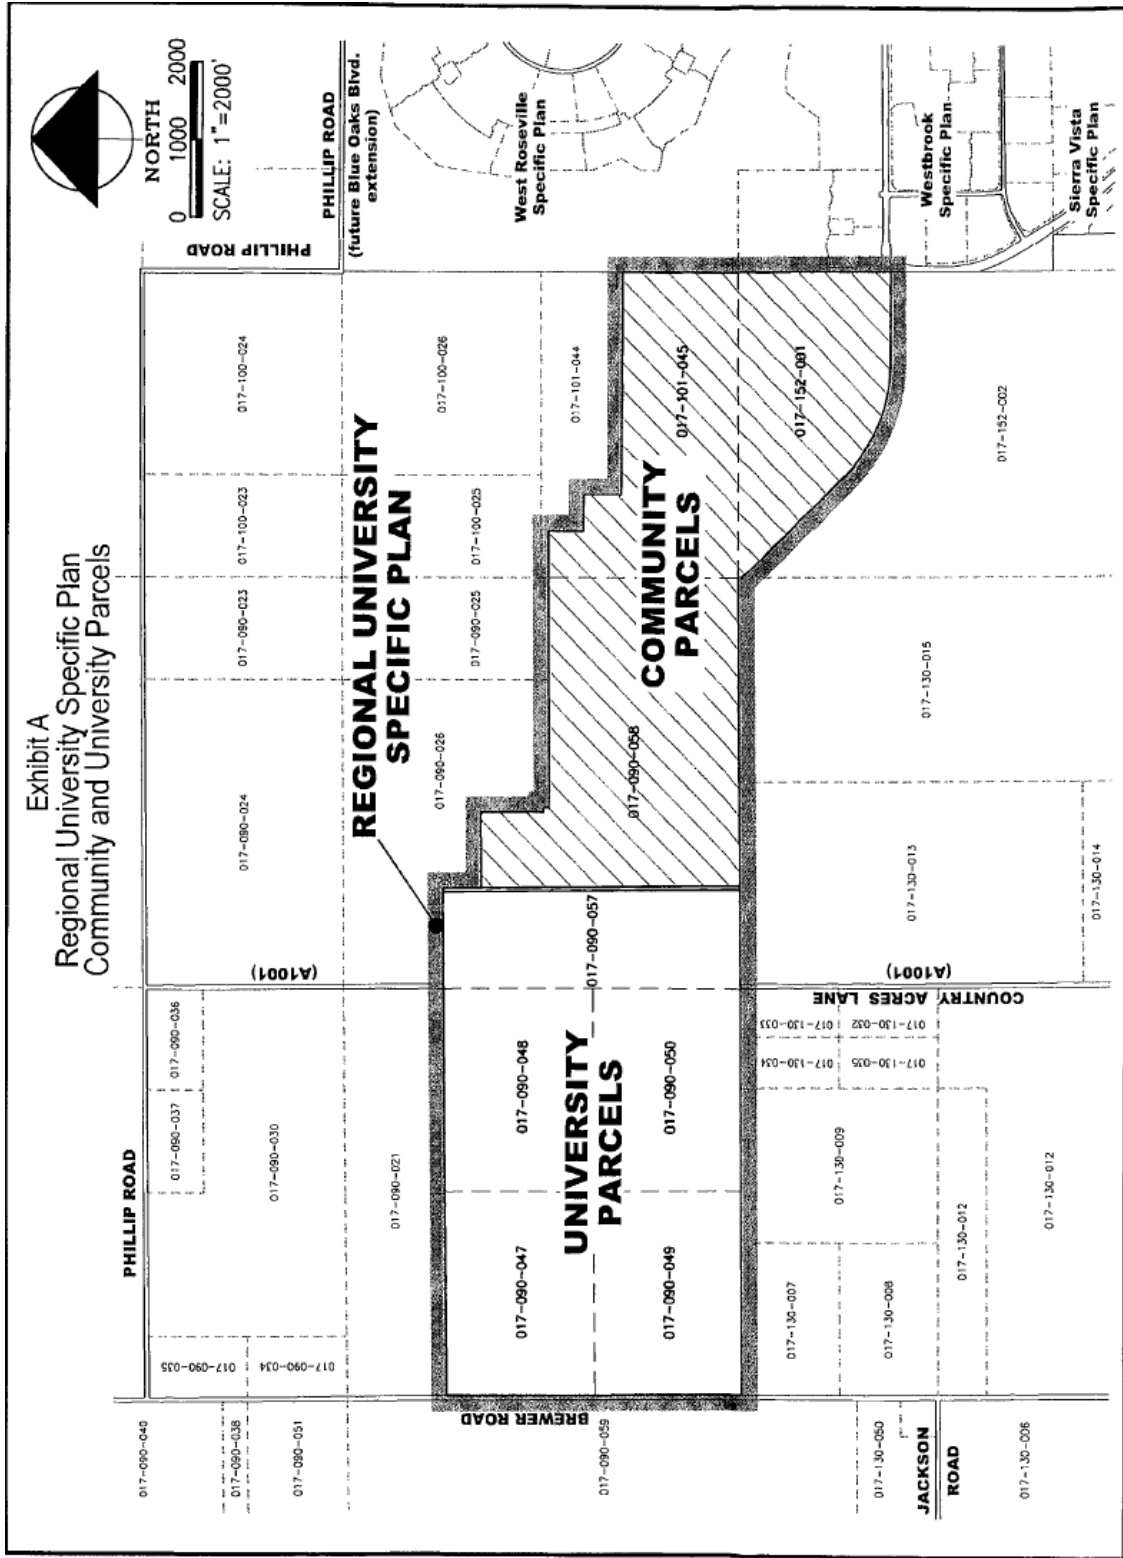 Exhibit A
Regional University Specific Plan
Community and University Parcels
NORTH
0 1000 2000
SCALE: 1"=2000'
PHILLIP ROAD
PHILLIP ROAD
PHILLIP ROAD
(future Blue Oaks Blvd.
extension)
017-090-040
017-090-038
017-090-051
017-090-035
017-090-034
017-090-037
017-090-036
017-090-030
017-090-021
(A1001)
017-090-024
017-090-023
017-100-023
017-100-024
017-090-026
017-090-025
017-100-025
017-100-026
017-101-044
REGIONAL UNIVERSITY
SPECIFIC PLAN
West Roseville
Specific Plan
BREWER ROAD
017-090-059
017-090-047
017-090-048
UNIVERSITY
PARCELS
017-090-049
017-090-050
017-090-057
017-090-058
COMMUNITY
PARCELS
017-101-045
017-152-001
Westbrook
Specific Plan
Sierra Vista
Specific Plan
017-130-007
017-130-008
017-130-009
017-130-034
017-130-033
017-130-035
017-130-032
COUNTRY ACRES LANE
(A1001)
017-130-013
017-130-014
017-130-015
017-152-002
017-130-050
JACKSON
ROAD
017-130-006
017-130-012
017-130-012